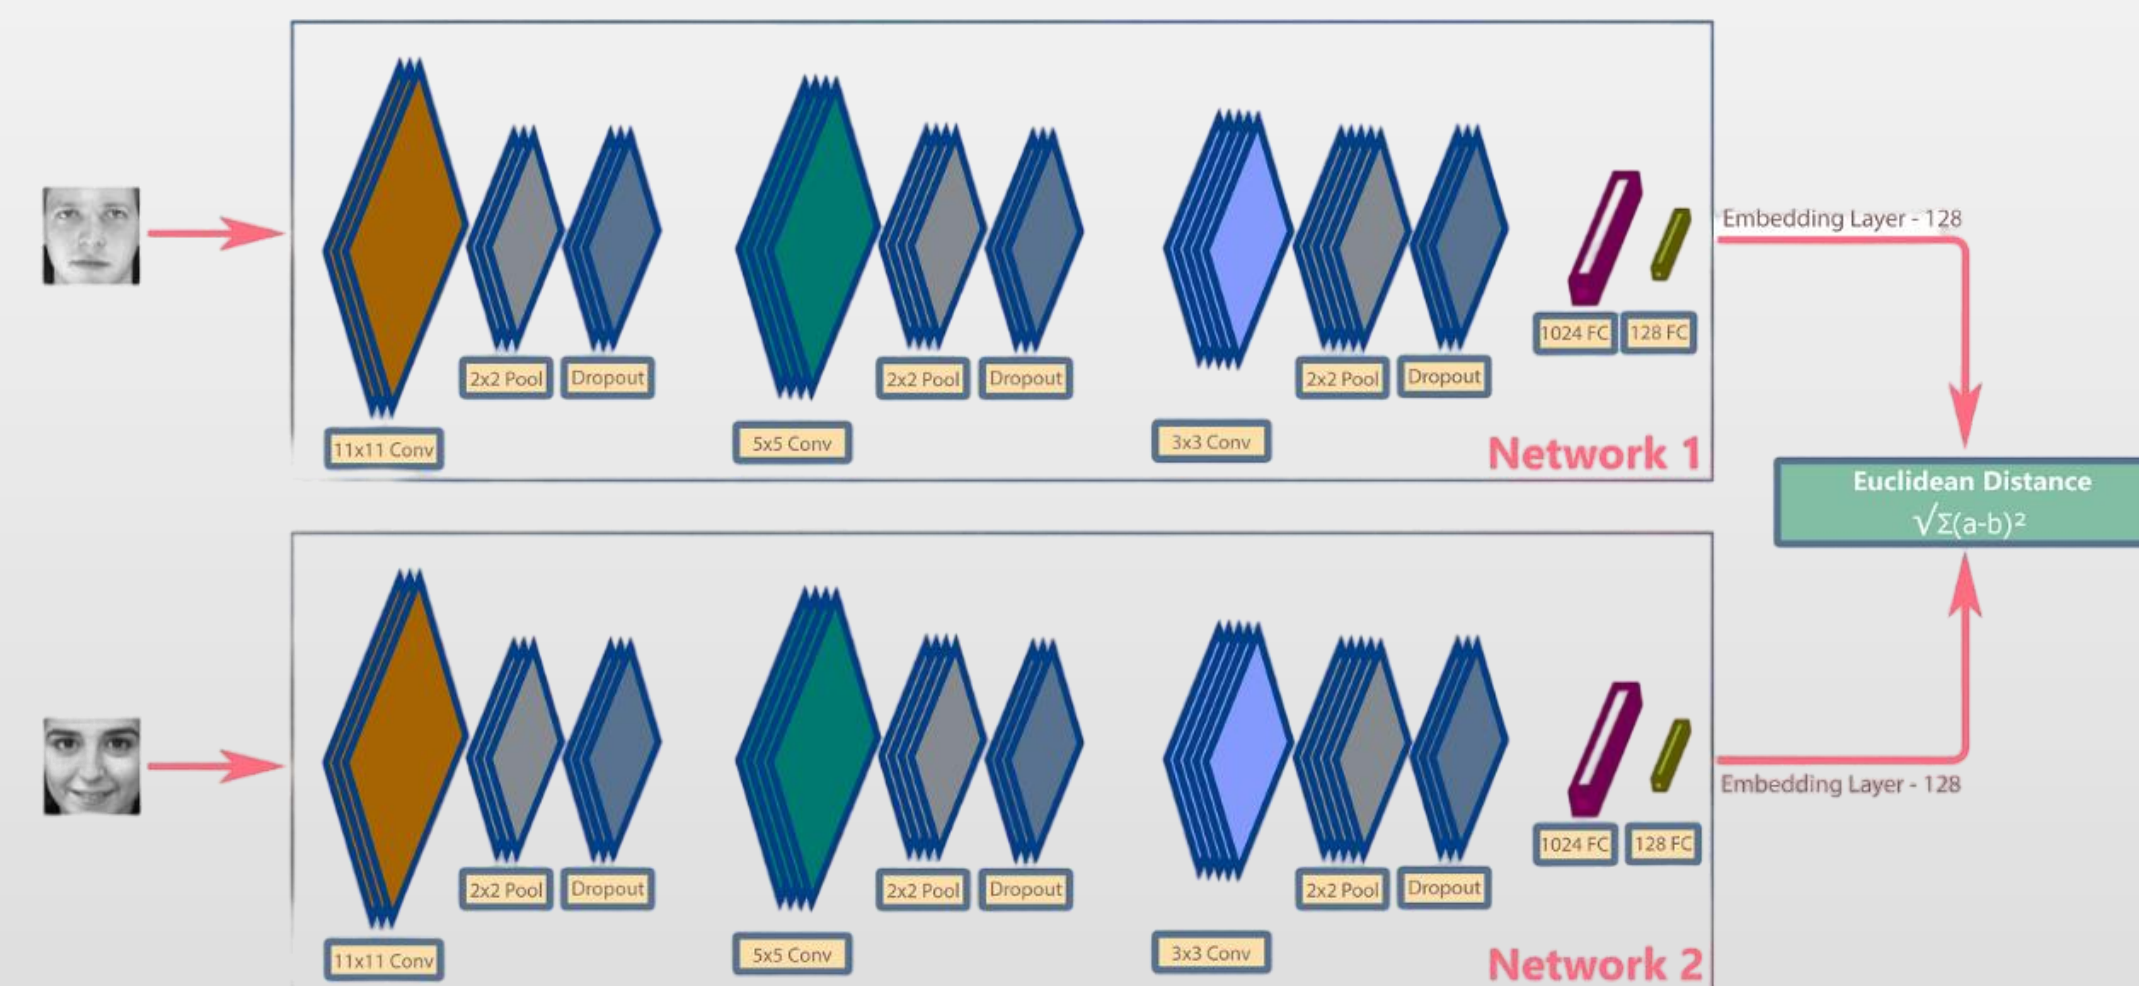 Embedding Layer - 128
1024 FC
128 FC
2x2 Pool
Dropout
2x2 Pool
Dropout
2x2 Pool
Dropout
11x11 Conv
5x5 Conv
3x3 Conv
Network 1
Euclidean Distance
√Σ(a-b)²
Embedding Layer - 128
1024 FC
128 FC
2x2 Pool
Dropout
2x2 Pool
Dropout
2x2 Pool
Dropout
11x11 Conv
5x5 Conv
3x3 Conv
Network 2